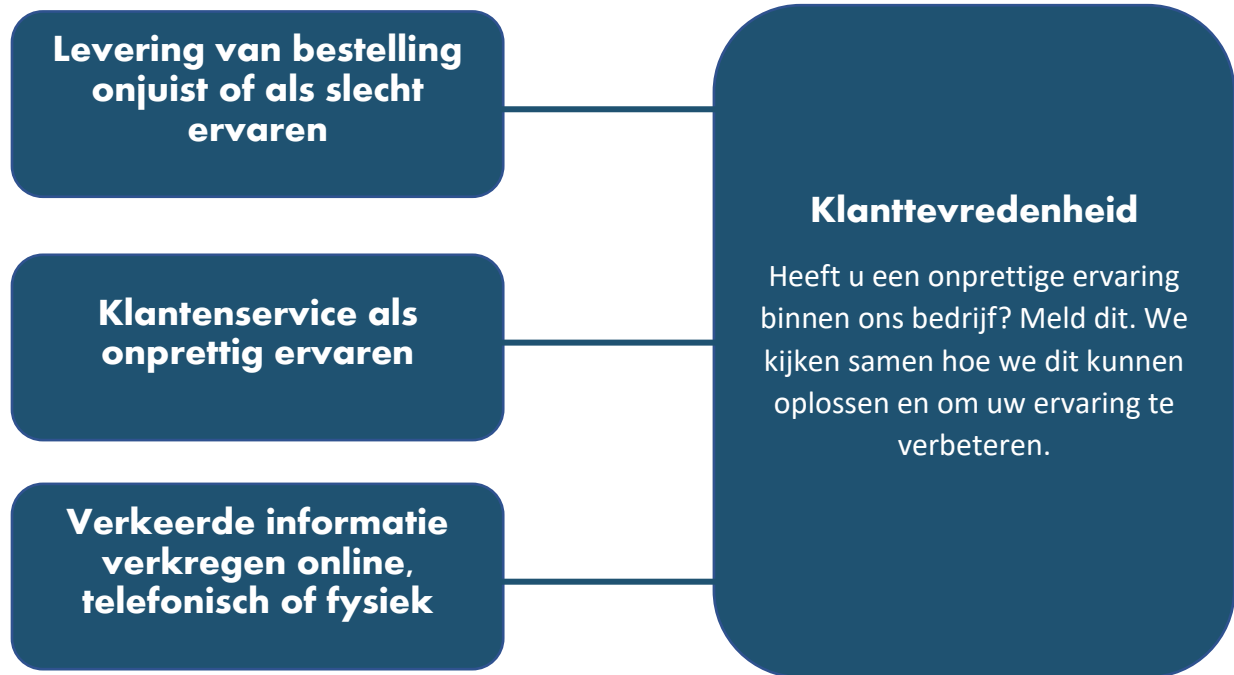 Levering van bestelling
onjuist of als slecht
ervaren
Klantenservice als
onprettig ervaren
Verkeerde informatie
verkregen online,
telefonisch of fysiek
Klanttevredenheid
Heeft u een onprettige ervaring
binnen ons bedrijf? Meld dit. We
kijken samen hoe we dit kunnen
oplossen en om uw ervaring te
verbeteren.